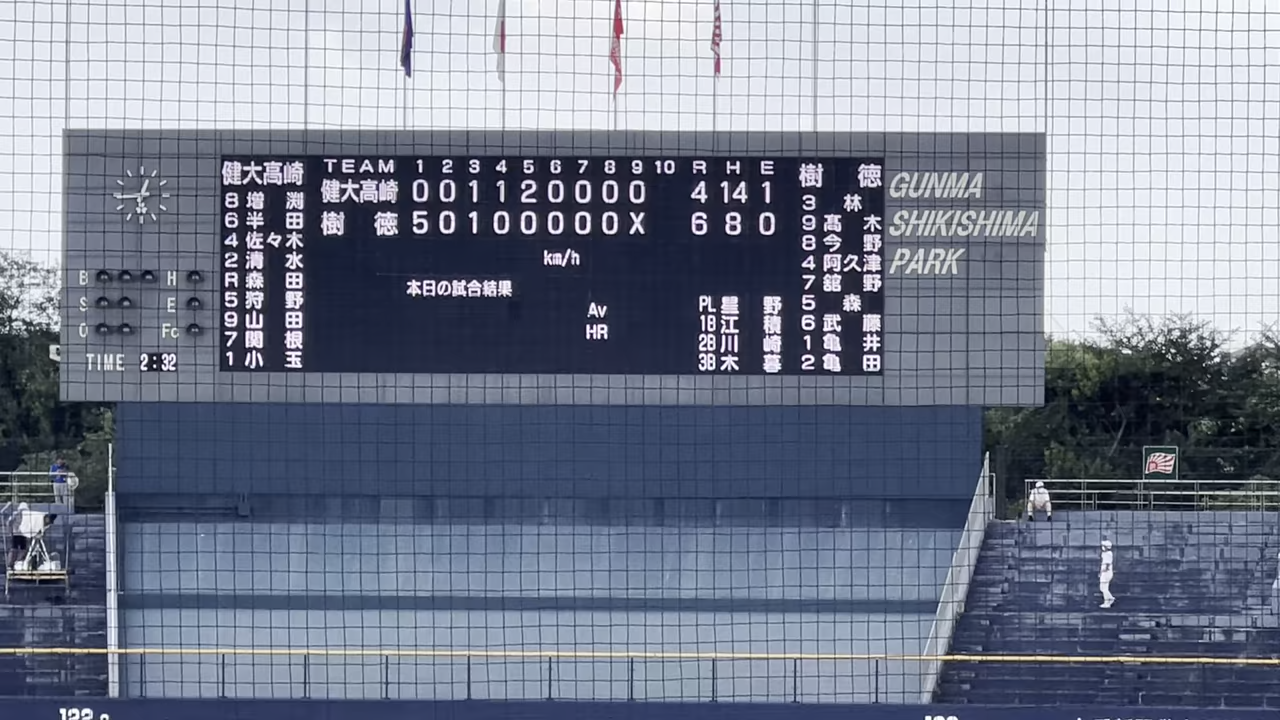 健大高崎
8 増 渕
6 半 田
4 佐々木
2 清 水
R 森 田
5 狩 野
9 山 田
7 関 根
1 小 玉
TEAM 1 2 3 4 5 6 7 8 9 10 R H E
健大高崎 0 0 1 1 2 0 0 0 0 4 14 1
樹 徳 5 0 1 0 0 0 0 0 X 6 8 0
km/h
本日の試合結果
Av
HR
PL 星 野
1B 江 積
2B 川 崎
3B 木 暮
樹 徳
3 林
9 髙 木
8 今 野
4 阿久津
7 舘 野
5 森
6 武 藤
1 亀 井
2 亀 田
GUNMA
SHIKISHIMA
PARK
B H
S E
O Fc
TIME 2:32